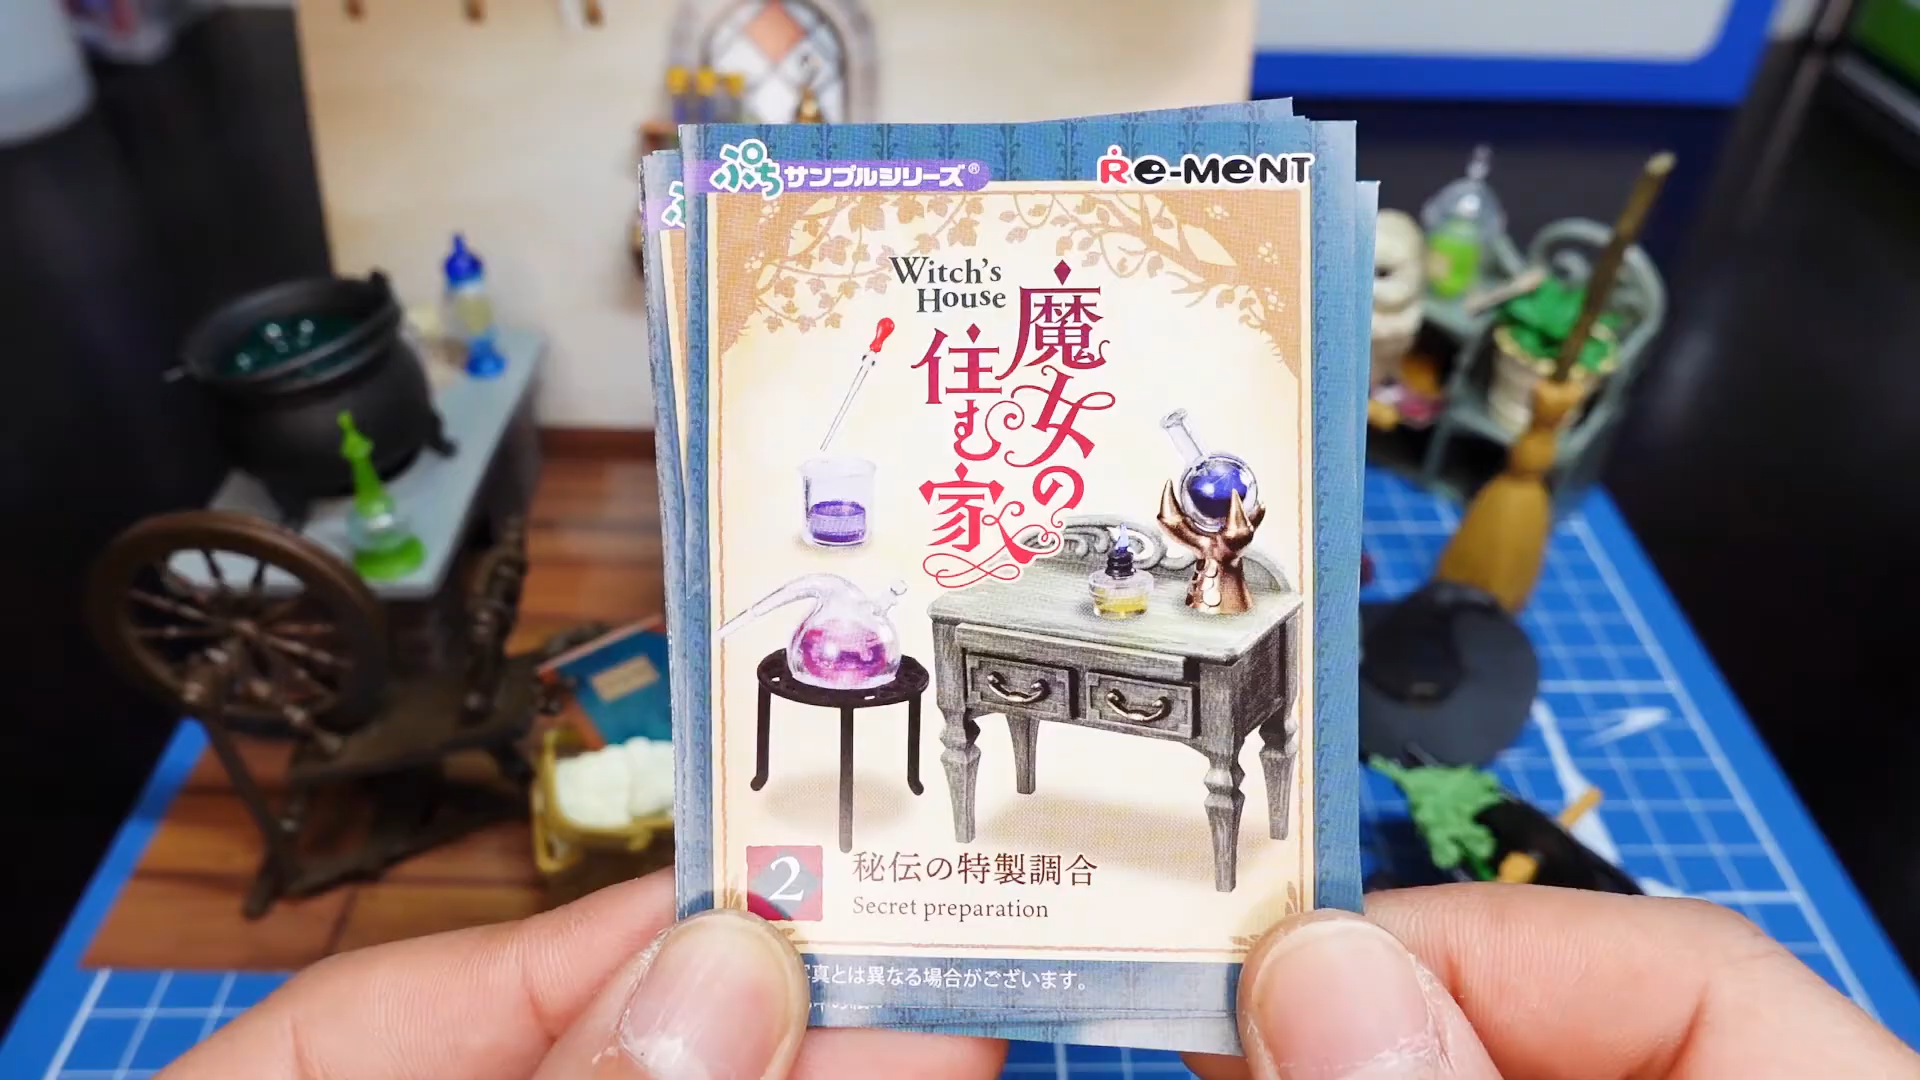 ぷちサンプルシリーズ®
Re-MeNT
Witch's
House
魔女の
住む家
2
秘伝の特製調合
Secret preparation
写真とは異なる場合がございます。